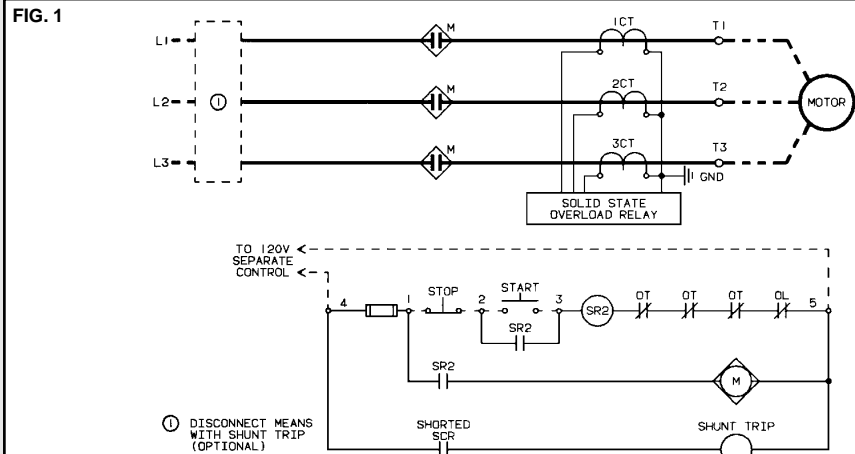 FIG. 1
1CT
T1
M
L1
2CT
T2
M
L2
1
MOTOR
3CT
T3
M
L3
GND
SOLID STATE
OVERLOAD RELAY
TO 120V
SEPARATE
CONTROL
4
1
STOP
2
START
3
SR2
OT
OT
OT
OL
5
SR2
SR2
M
1 DISCONNECT MEANS
WITH SHUNT TRIP
(OPTIONAL)
SHORTED
SCR
SHUNT TRIP